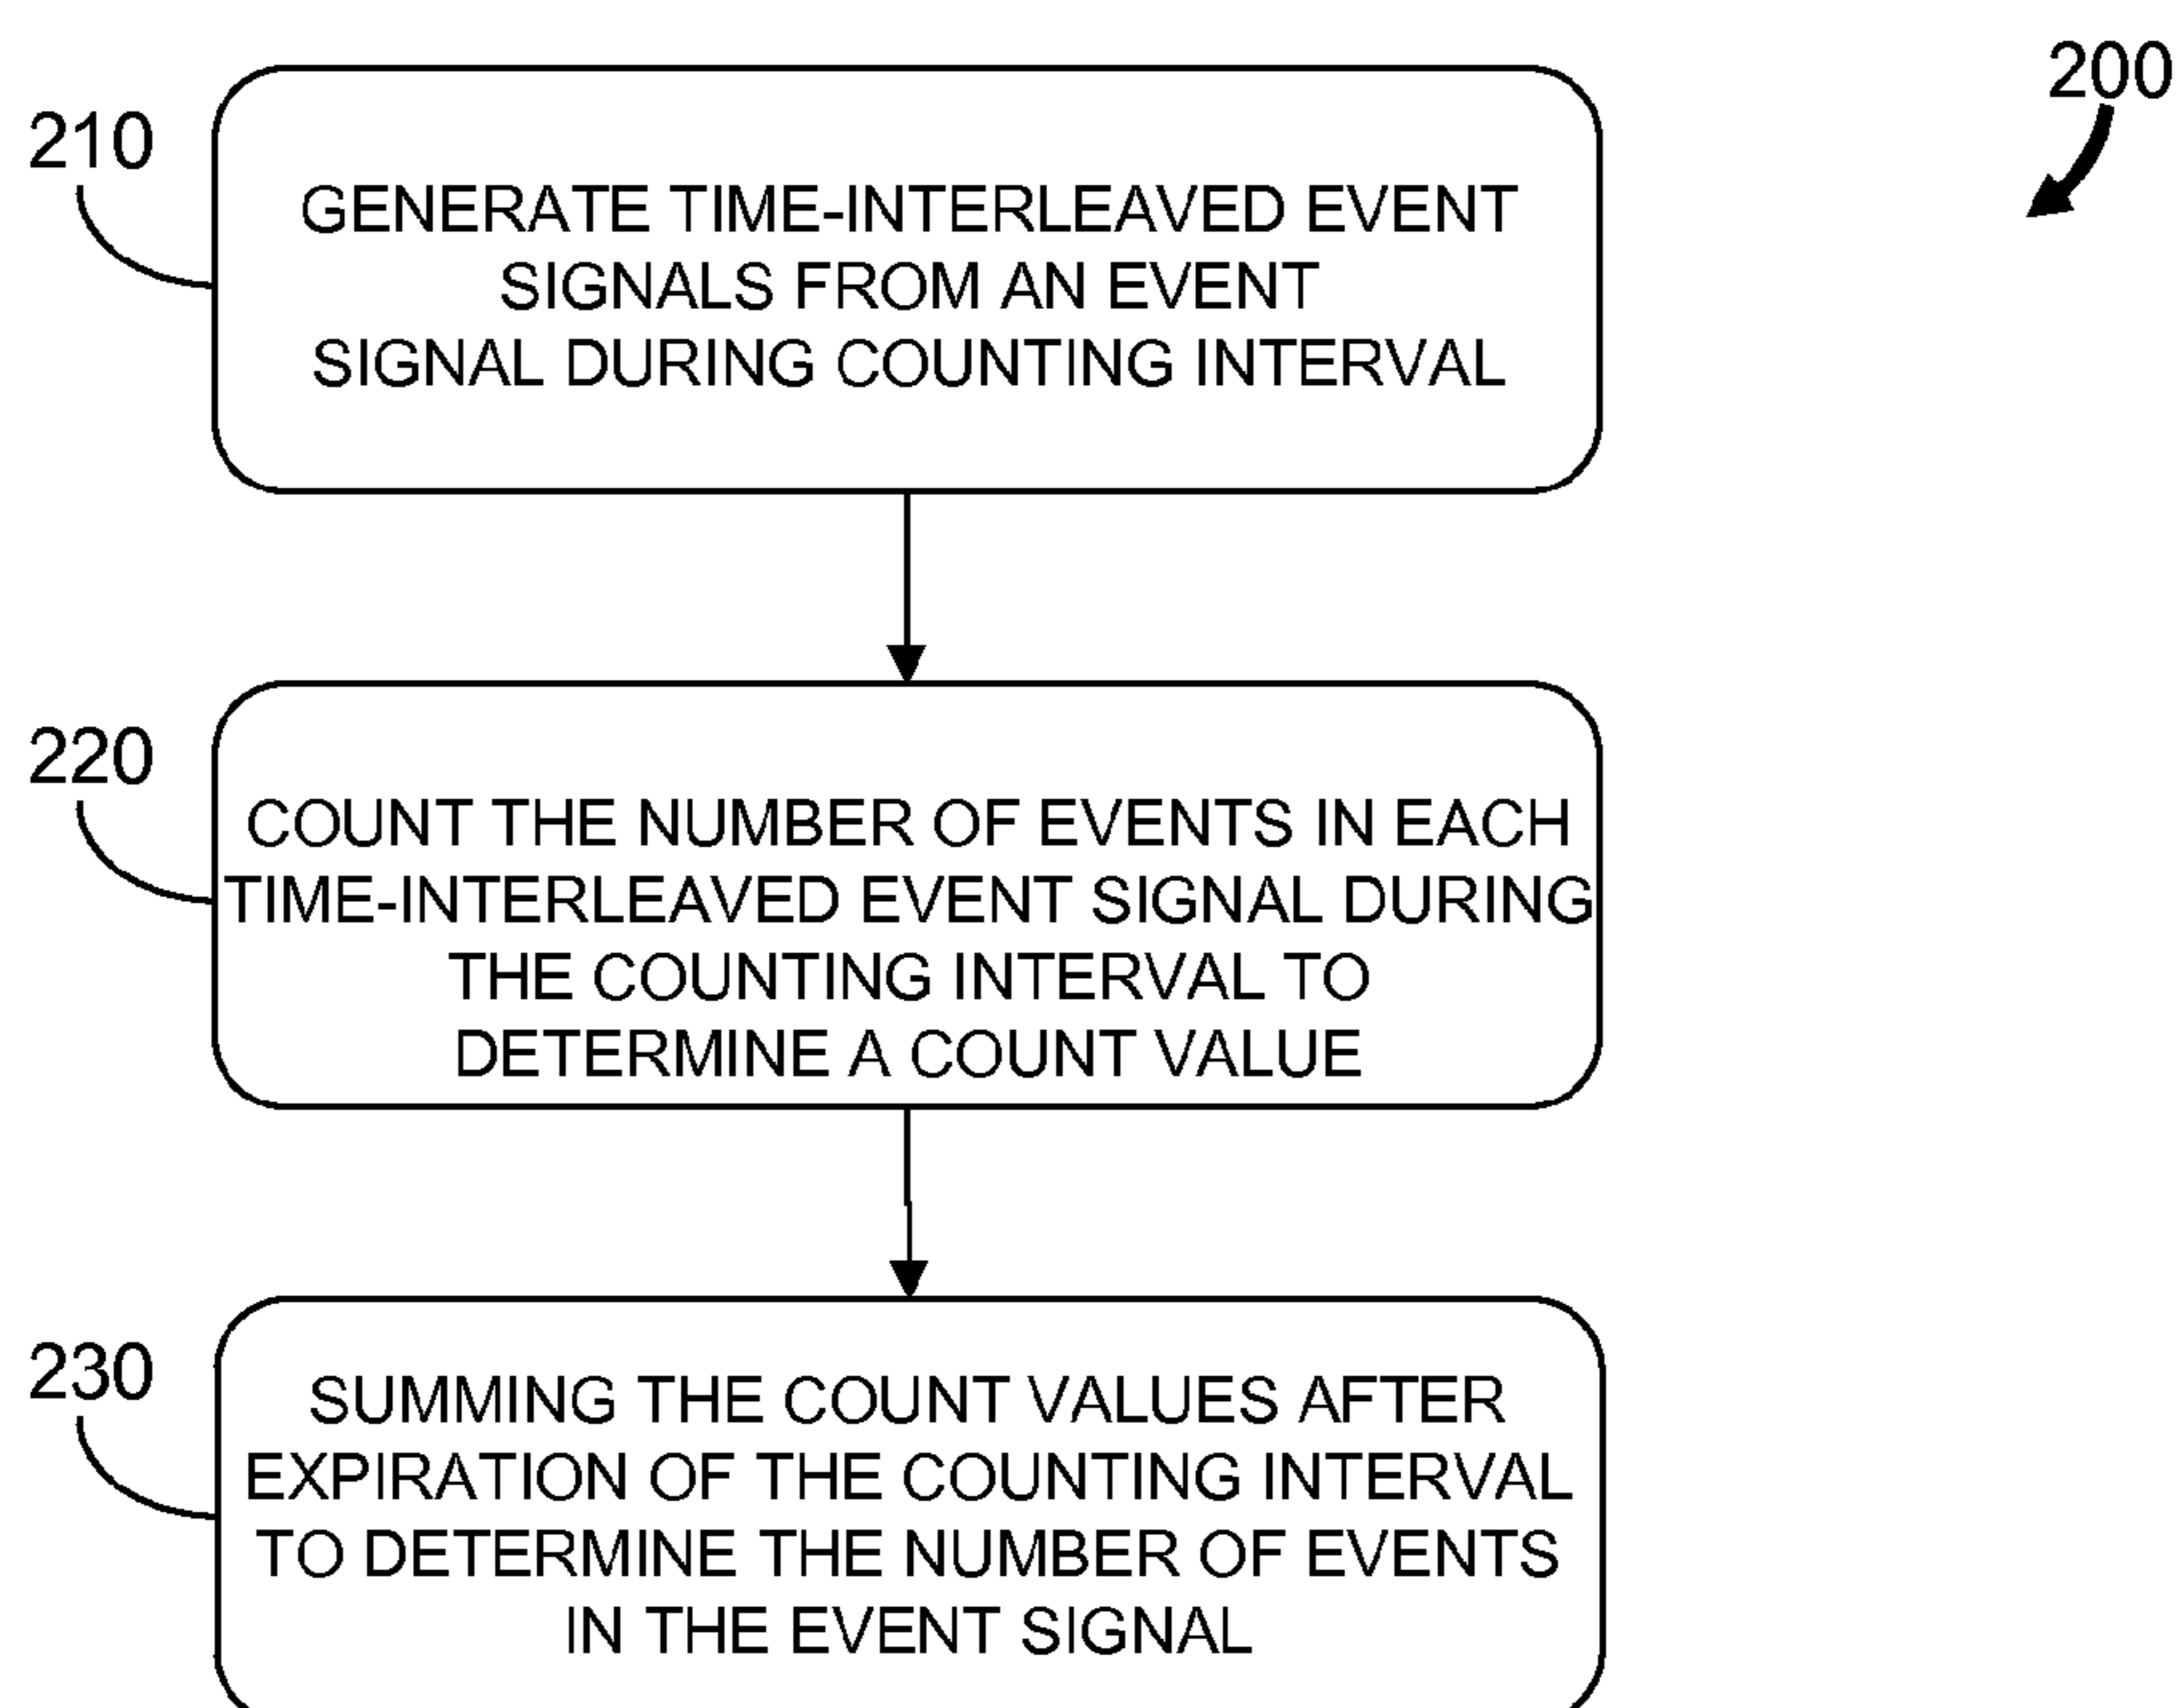 200
210
GENERATE TIME-INTERLEAVED EVENT
SIGNALS FROM AN EVENT
SIGNAL DURING COUNTING INTERVAL
220
COUNT THE NUMBER OF EVENTS IN EACH
TIME-INTERLEAVED EVENT SIGNAL DURING
THE COUNTING INTERVAL TO
DETERMINE A COUNT VALUE
230
SUMMING THE COUNT VALUES AFTER
EXPIRATION OF THE COUNTING INTERVAL
TO DETERMINE THE NUMBER OF EVENTS
IN THE EVENT SIGNAL